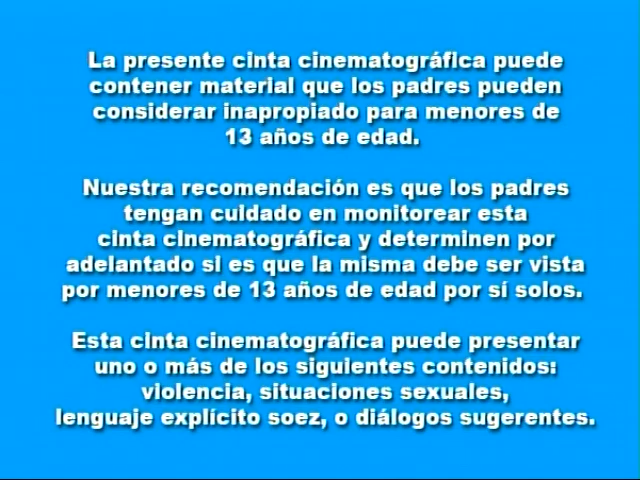 La presente cinta cinematográfica puede
contener material que los padres pueden
considerar inapropiado para menores de
13 años de edad.
Nuestra recomendación es que los padres
tengan cuidado en monitorear esta
cinta cinematográfica y determinen por
adelantado si es que la misma debe ser vista
por menores de 13 años de edad por sí solos.
Esta cinta cinematográfica puede presentar
uno o más de los siguientes contenidos:
violencia, situaciones sexuales,
lenguaje explícito soez, o diálogos sugerentes.